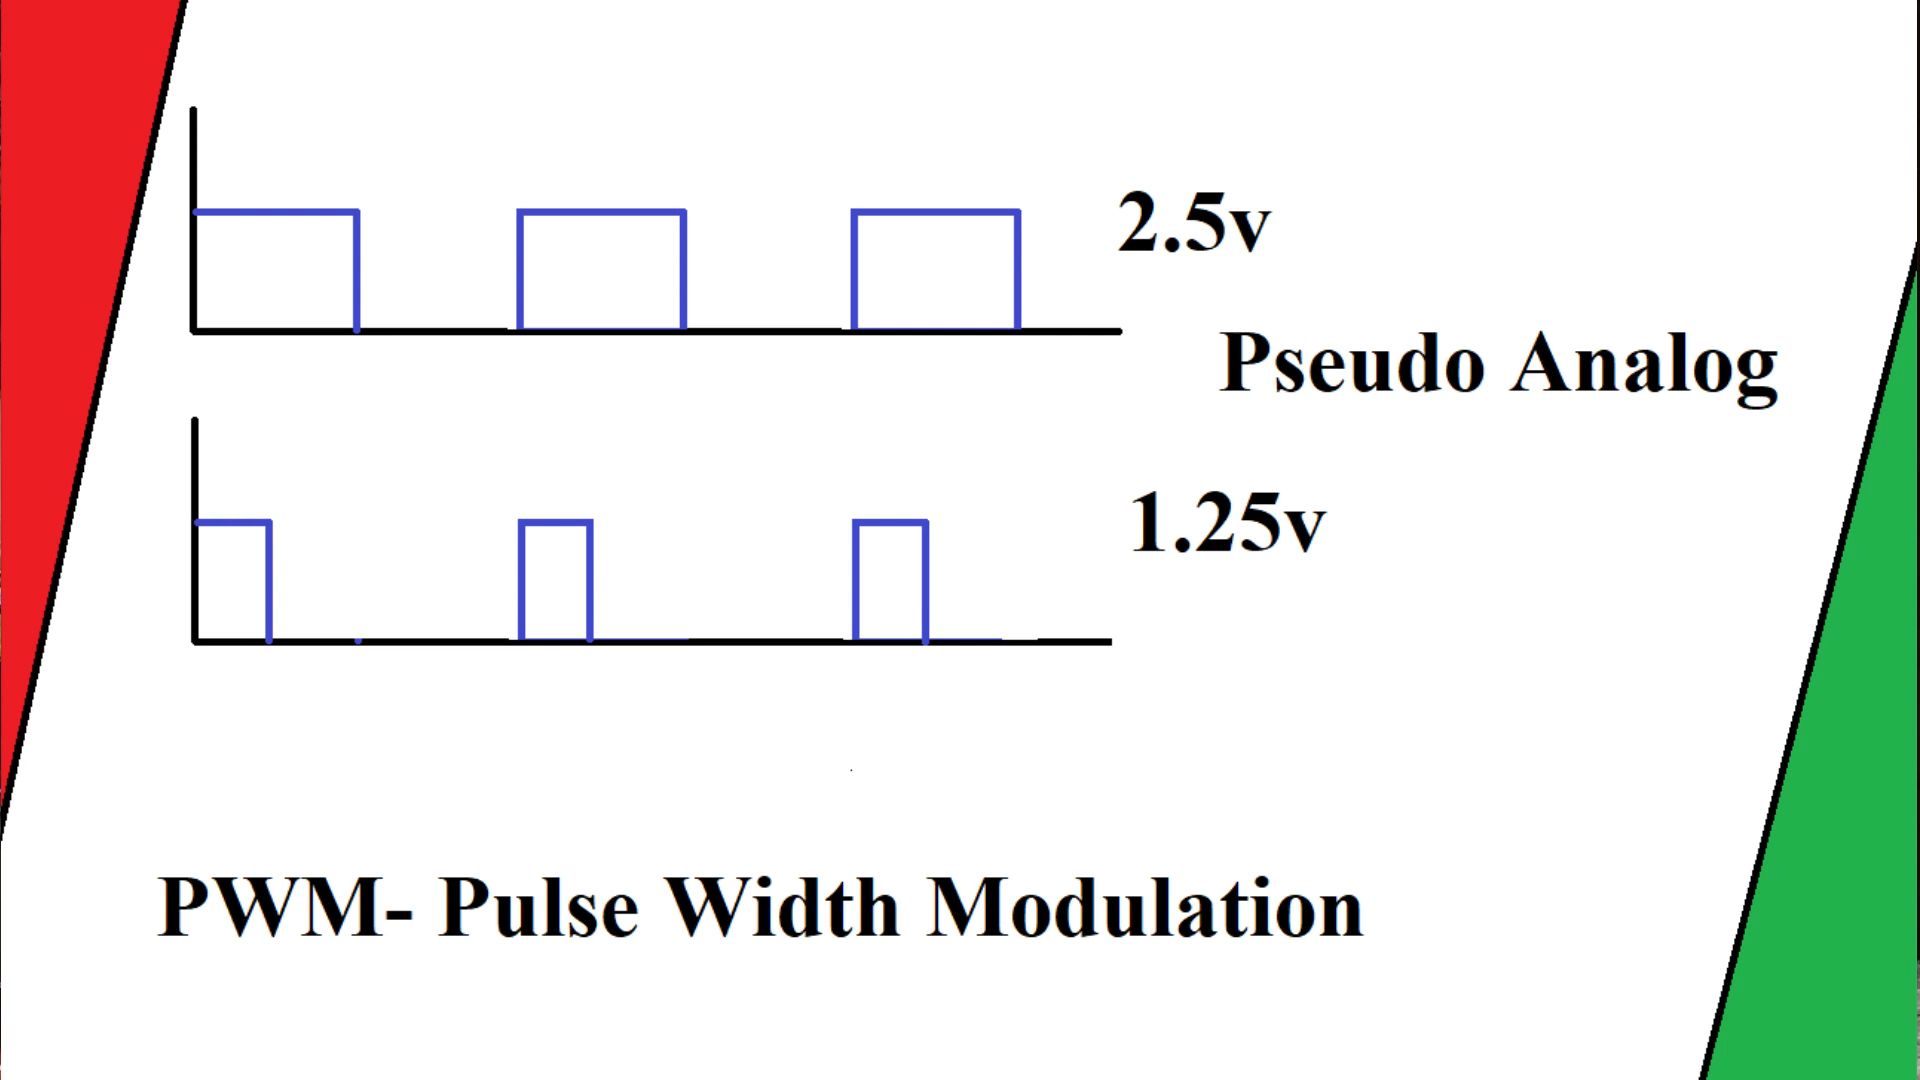 2.5v
Pseudo Analog
1.25v
PWM- Pulse Width Modulation